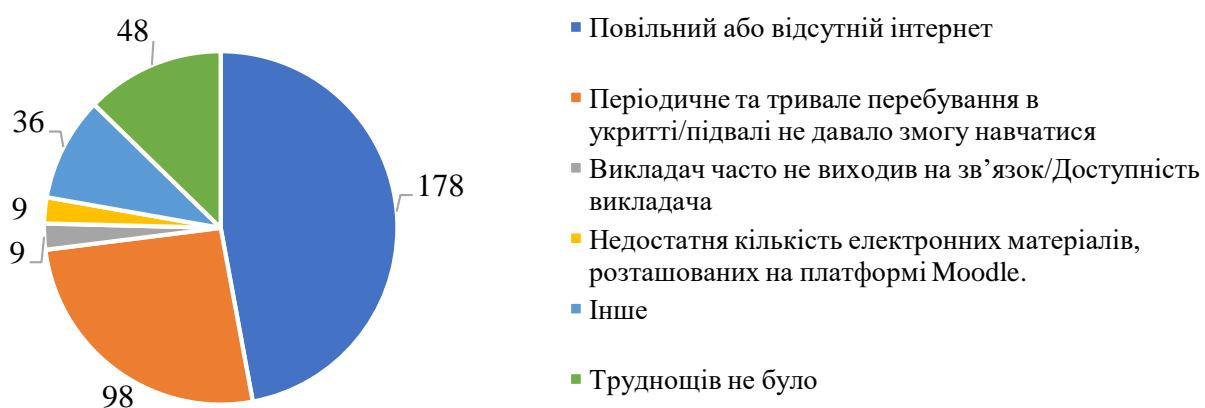 48
36
9
9
98
178
Повільний або відсутній інтернет
Періодичне та тривале перебування в
укритті/підвалі не давало змогу навчатися
Викладач часто не виходив на зв’язок/Доступність
викладача
Недостатня кількість електронних матеріалів,
розташованих на платформі Moodle.
Інше
Труднощів не було